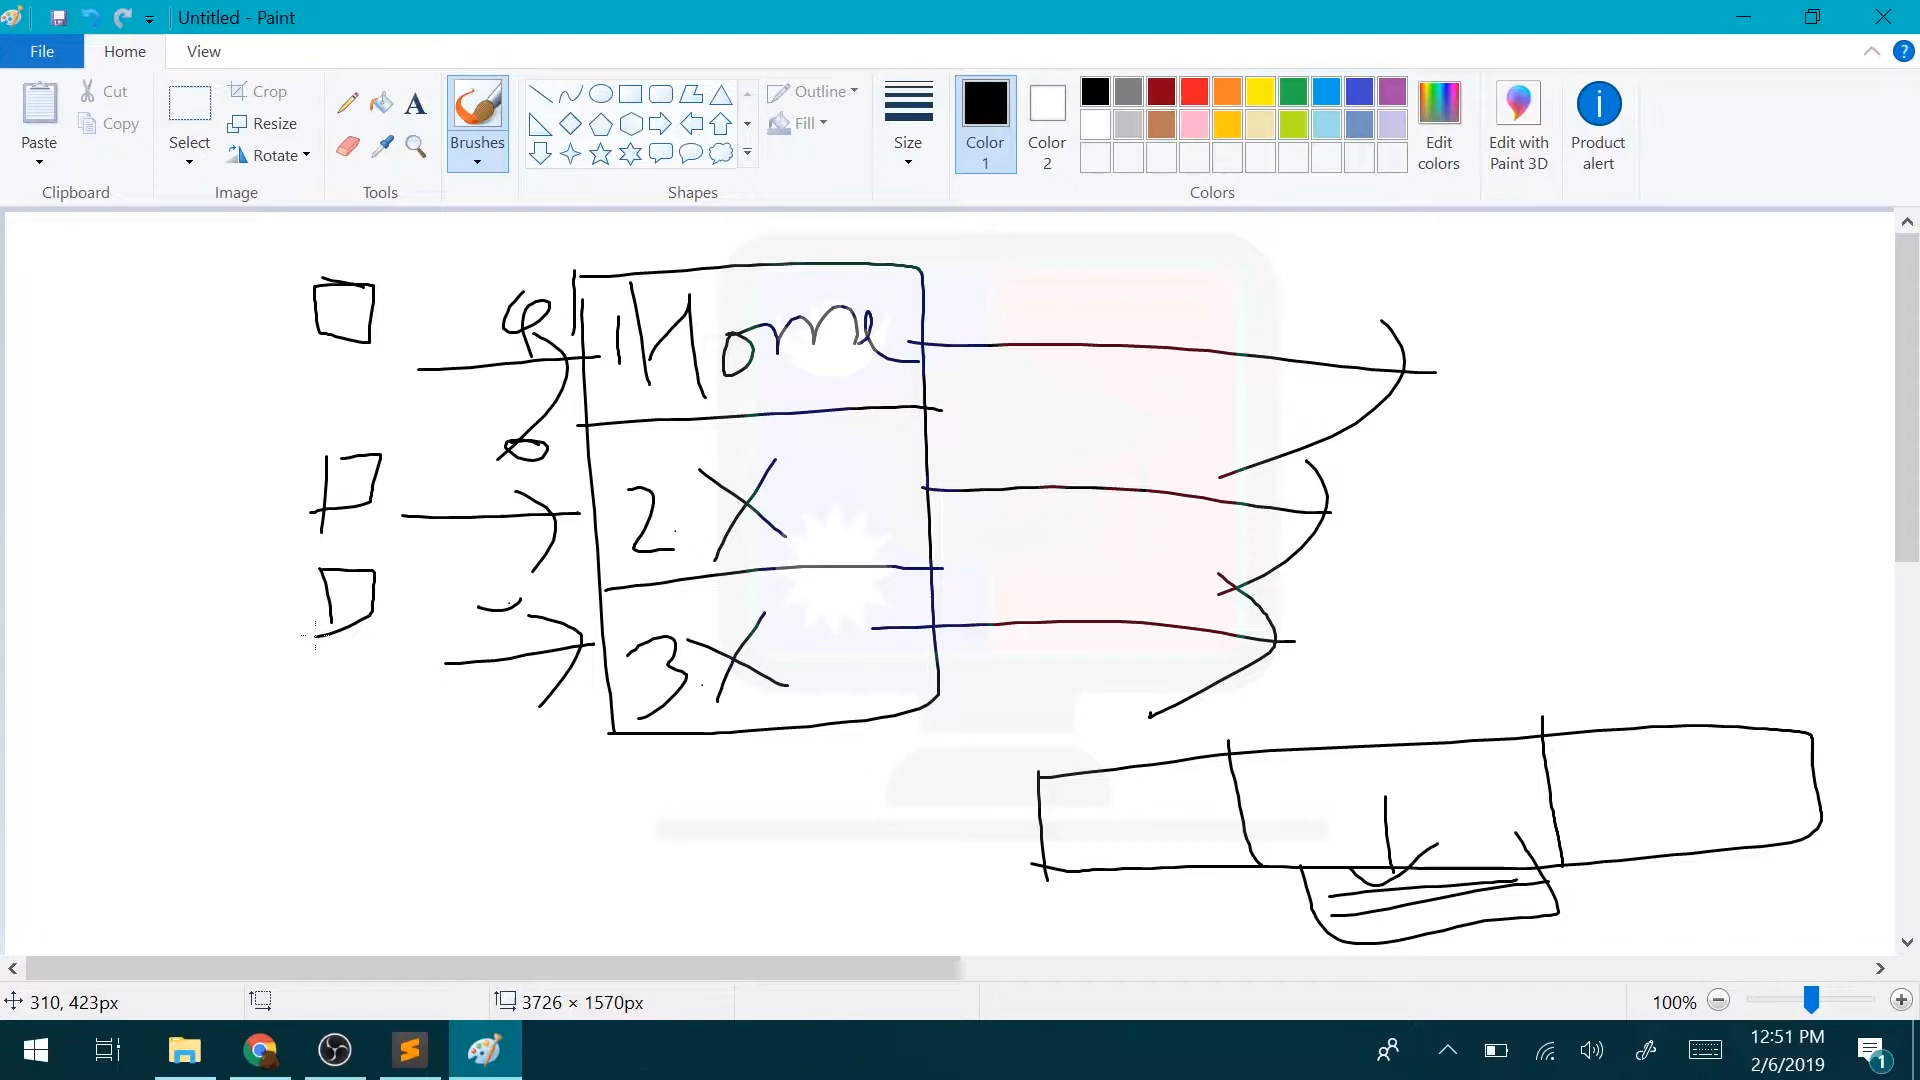 Untitled - Paint
File Home View
Paste
Cut
Copy
Clipboard
Select
Crop
Resize
Rotate
Image
Tools
Brushes
Shapes
Outline
Fill
Size
Color 1
Color 2
Edit colors
Colors
Edit with Paint 3D
Product alert
1 Home
2. X
3. X
310, 423px
3726 × 1570px
100%
12:51 PM
2/6/2019
1